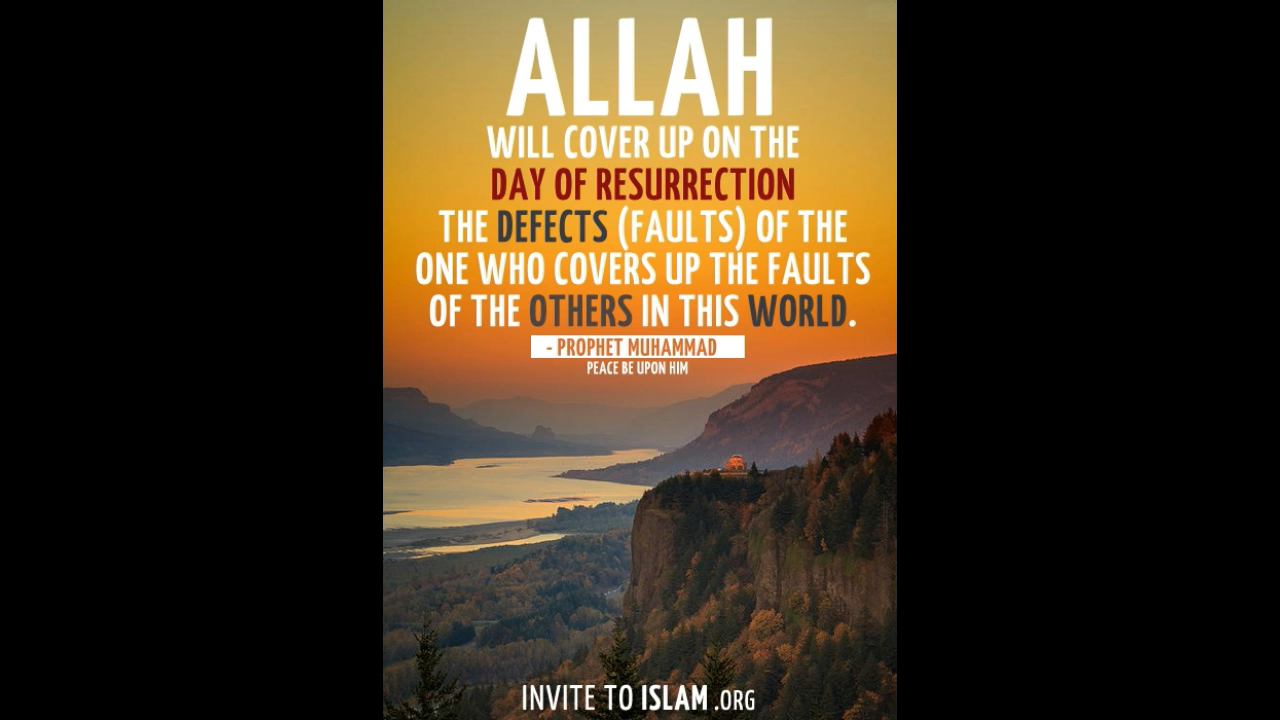 ALLAH
WILL COVER UP ON THE
DAY OF RESURRECTION
THE DEFECTS (FAULTS) OF THE
ONE WHO COVERS UP THE FAULTS
OF THE OTHERS IN THIS WORLD.
- PROPHET MUHAMMAD
PEACE BE UPON HIM
INVITE TO ISLAM .ORG